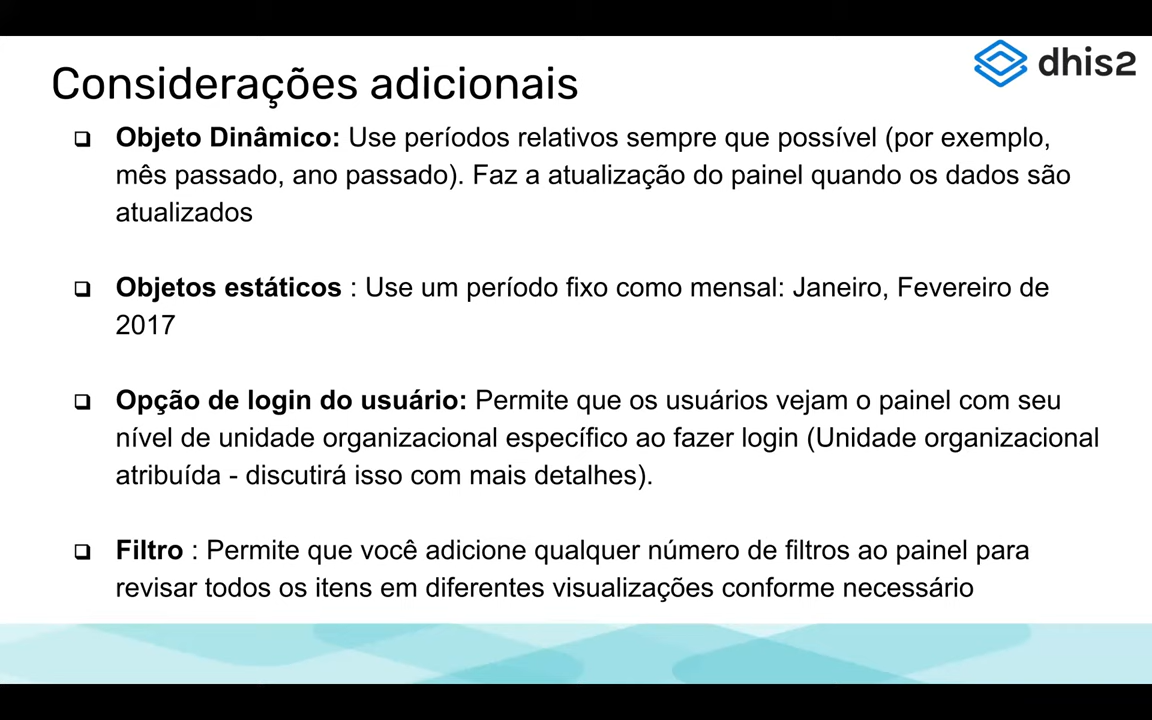 dhis2
Considerações adicionais
❑ Objeto Dinâmico: Use períodos relativos sempre que possível (por exemplo,
mês passado, ano passado). Faz a atualização do painel quando os dados são
atualizados
❑ Objetos estáticos : Use um período fixo como mensal: Janeiro, Fevereiro de
2017
❑ Opção de login do usuário: Permite que os usuários vejam o painel com seu
nível de unidade organizacional específico ao fazer login (Unidade organizacional
atribuída - discutirá isso com mais detalhes).
❑ Filtro : Permite que você adicione qualquer número de filtros ao painel para
revisar todos os itens em diferentes visualizações conforme necessário